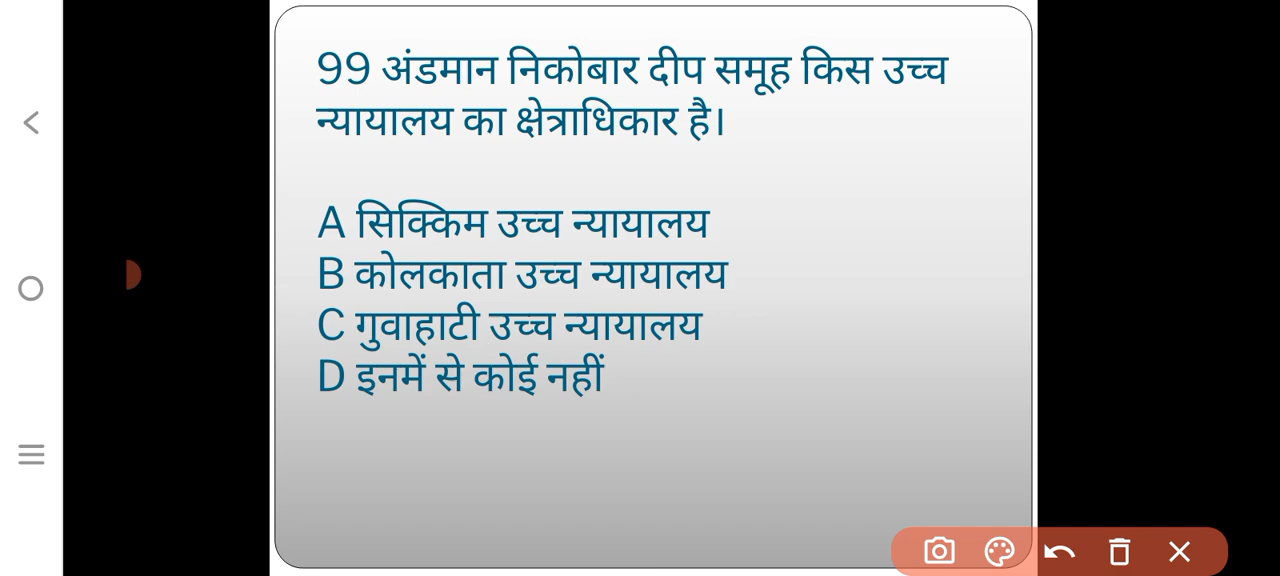 99 अंडमान निकोबार दीप समूह किस उच्च
न्यायालय का क्षेत्राधिकार है।
A सिक्किम उच्च न्यायालय
B कोलकाता उच्च न्यायालय
C गुवाहाटी उच्च न्यायालय
D इनमें से कोई नहीं